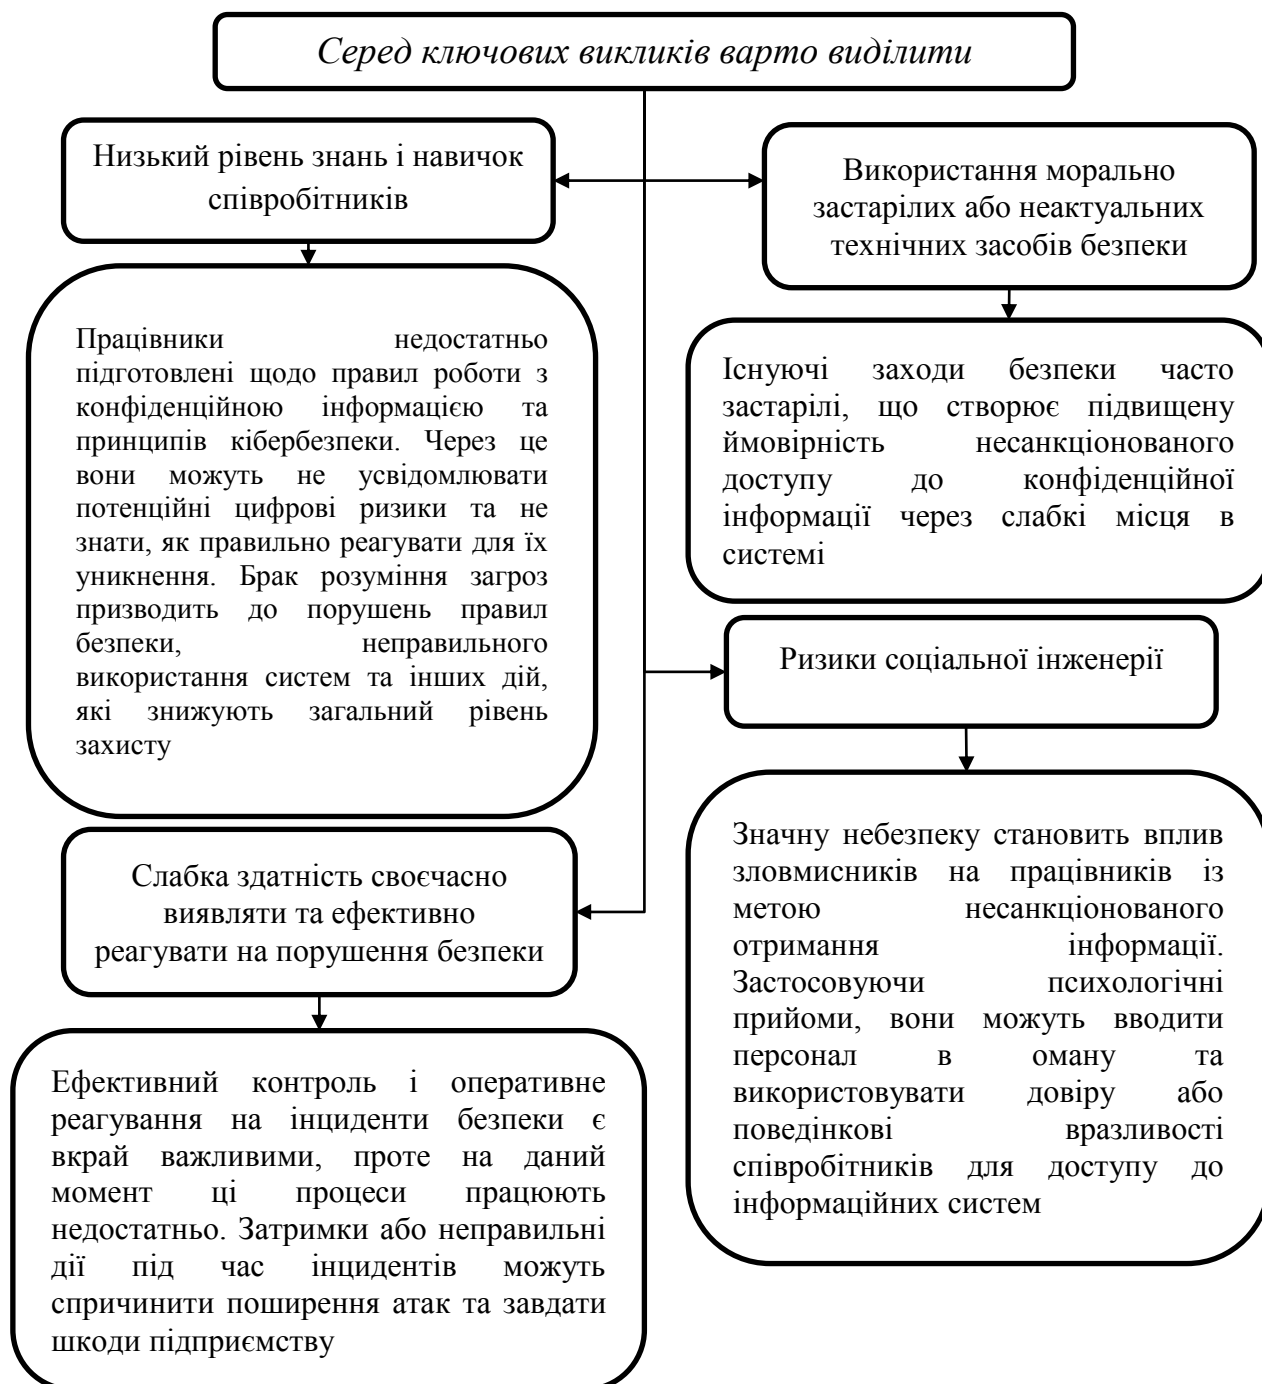 Серед ключових викликів варто виділити
Низький рівень знань і навичок
співробітників
Використання морально
застарілих або неактуальних
технічних засобів безпеки
Працівники недостатньо
підготовлені щодо правил роботи з
конфіденційною інформацією та
принципів кібербезпеки. Через це
вони можуть не усвідомлювати
потенційні цифрові ризики та не
знати, як правильно реагувати для їх
уникнення. Брак розуміння загроз
призводить до порушень правил
безпеки, неправильного
використання систем та інших дій,
які знижують загальний рівень
захисту
Існуючі заходи безпеки часто
застарілі, що створює підвищену
ймовірність несанкціонованого
доступу до конфіденційної
інформації через слабкі місця в
системі
Ризики соціальної інженерії
Значну небезпеку становить вплив
зловмисників на працівників із
метою несанкціонованого
отримання інформації.
Застосовуючи психологічні
прийоми, вони можуть вводити
персонал в оману та
використовувати довіру або
поведінкові вразливості
співробітників для доступу до
інформаційних систем
Слабка здатність своєчасно
виявляти та ефективно
реагувати на порушення безпеки
Ефективний контроль і оперативне
реагування на інциденти безпеки є
вкрай важливими, проте на даний
момент ці процеси працюють
недостатньо. Затримки або неправильні
дії під час інцидентів можуть
спричинити поширення атак та завдати
шкоди підприємству